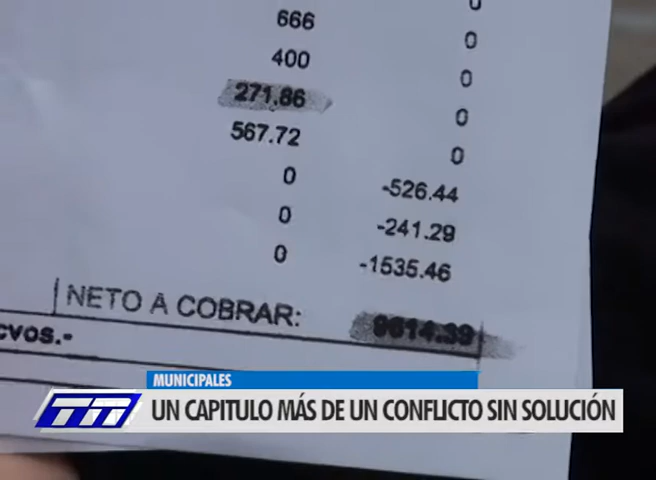 666 0
400 0
271.86 0
567.72 0
0 -526.44
0 -241.29
0 -1535.46
NETO A COBRAR: 9614.39
cvos.-
MUNICIPALES
UN CAPITULO MÁS DE UN CONFLICTO SIN SOLUCIÓN